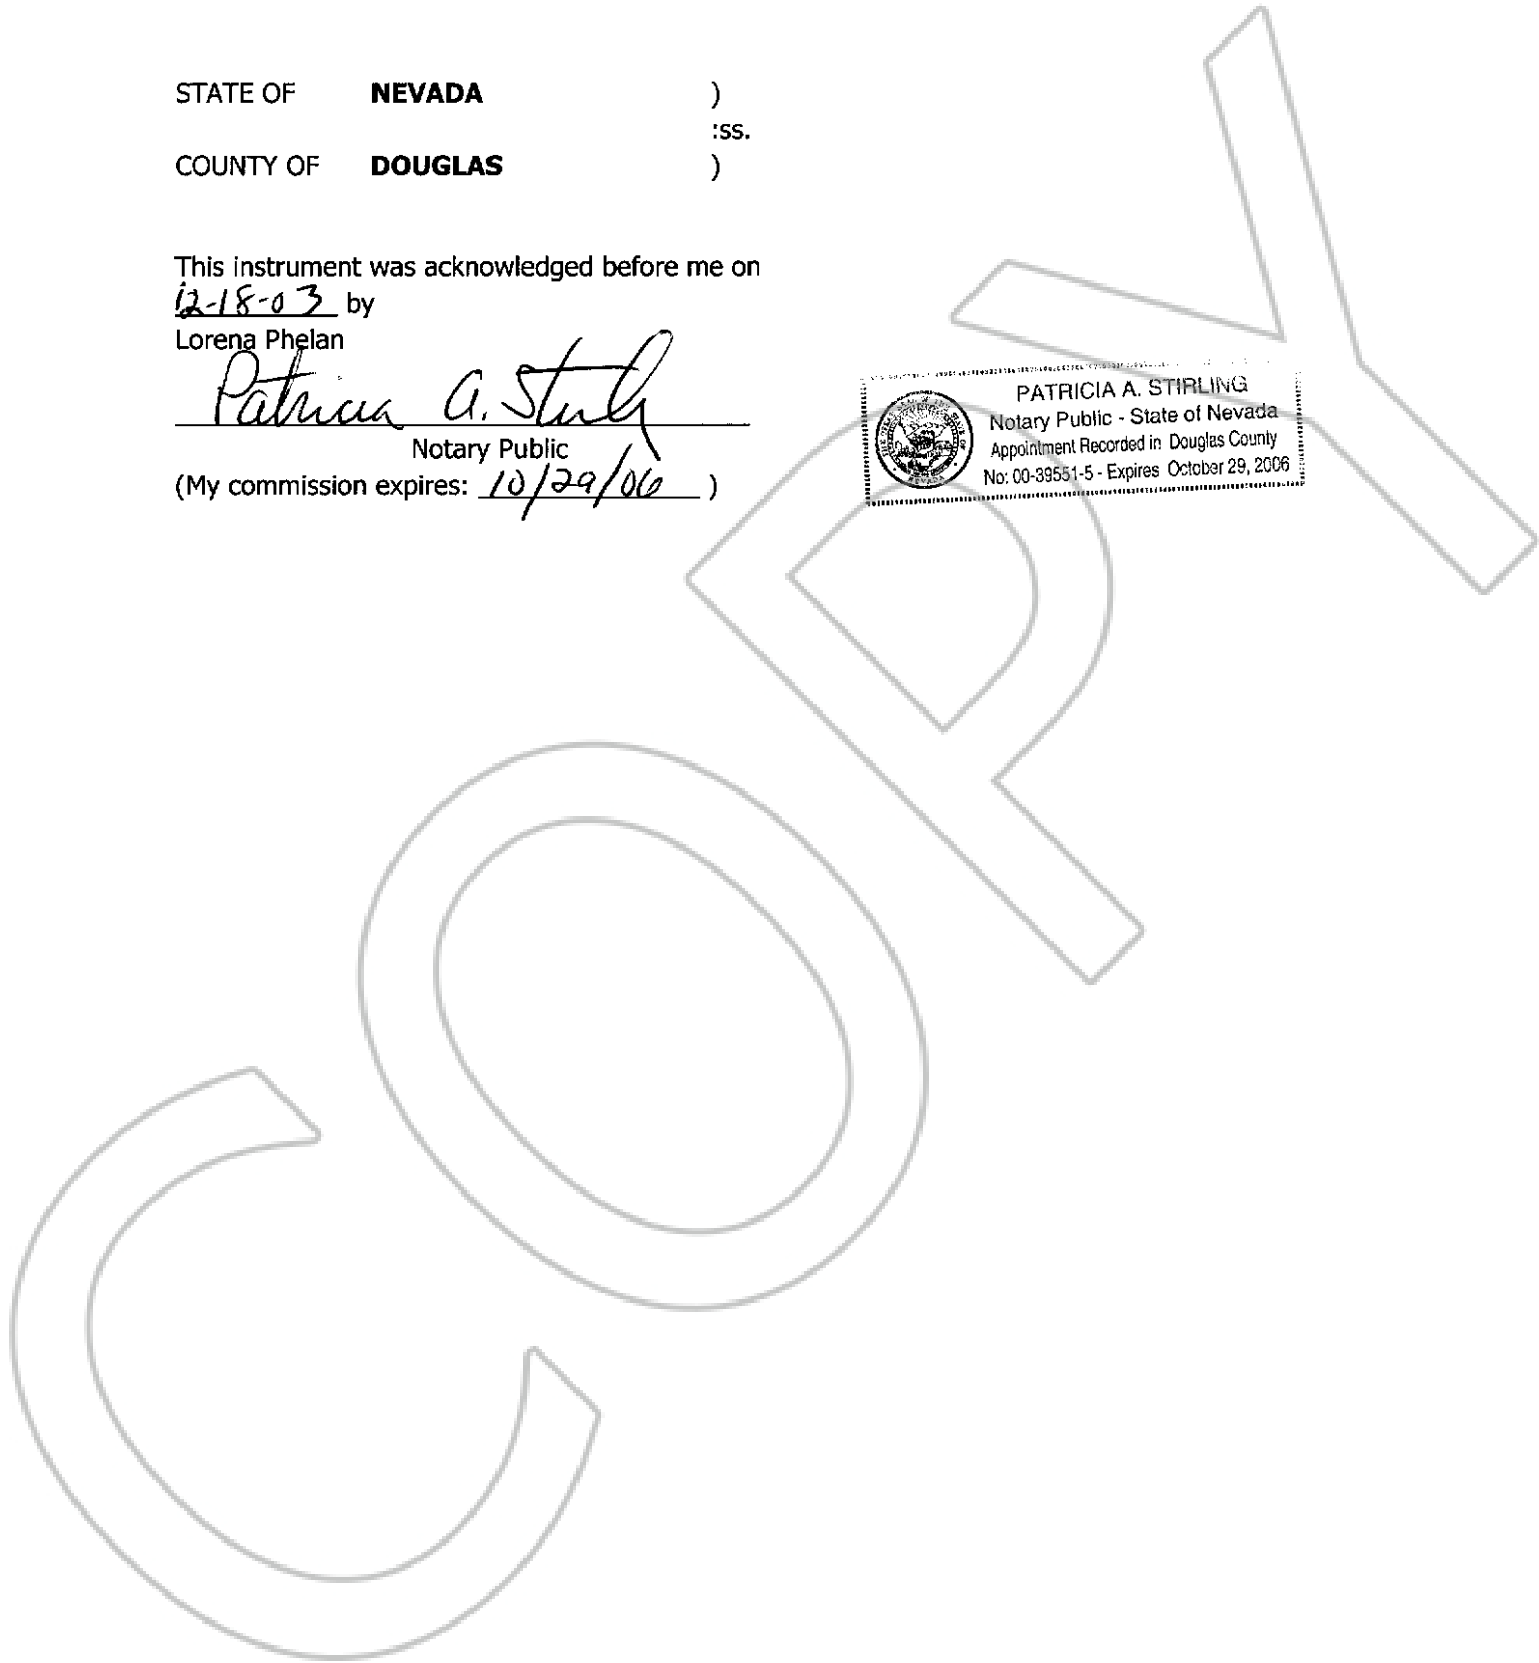 STATE OF NEVADA )
:ss.
COUNTY OF DOUGLAS )
This instrument was acknowledged before me on
12-18-03 by
Lorena Phelan
Patricia A. Stirling
Notary Public
(My commission expires: 10/29/06 )
PATRICIA A. STIRLING
Notary Public - State of Nevada
Appointment Recorded in Douglas County
No: 00-39551-5 - Expires October 29, 2006
NEVADA
COPY